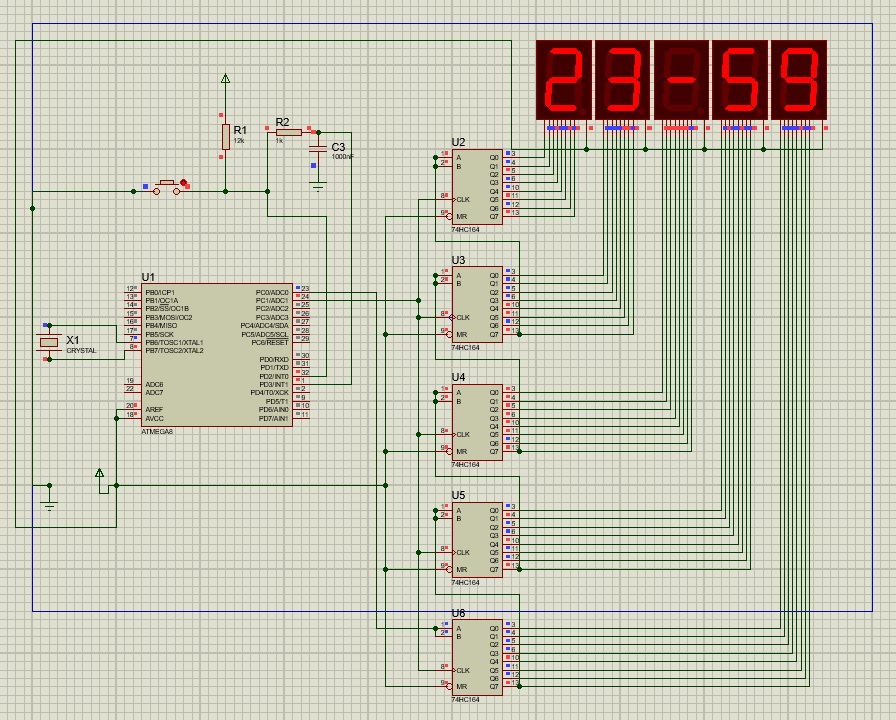 23-59
R1
12k
R2
1k
C3
1000nF
U2
1 A Q0 3
2 B Q1 4
Q2 5
Q3 6
Q4 10
8 CLK Q5 11
Q6 12
9 MR Q7 13
74HC164
U3
1 A Q0 3
2 B Q1 4
Q2 5
Q3 6
Q4 10
8 CLK Q5 11
Q6 12
9 MR Q7 13
74HC164
U1
12 PB0/ICP1 PC0/ADC0 23
13 PB1/OC1A PC1/ADC1 24
14 PB2/SS/OC1B PC2/ADC2 25
15 PB3/MOSI/OC2 PC3/ADC3 26
16 PB4/MISO PC4/ADC4/SDA 27
17 PB5/SCK PC5/ADC5/SCL 28
7 PB6/TOSC1/XTAL1 PC6/RESET 29
8 PB7/TOSC2/XTAL2
PD0/RXD 30
PD1/TXD 31
PD2/INT0 32
19 ADC6 PD3/INT1 1
22 ADC7 PD4/T0/XCK 2
PD5/T1 9
20 AREF PD6/AIN0 10
18 AVCC PD7/AIN1 11
ATMEGA8
X1
CRYSTAL
U4
1 A Q0 3
2 B Q1 4
Q2 5
Q3 6
Q4 10
8 CLK Q5 11
Q6 12
9 MR Q7 13
74HC164
U5
1 A Q0 3
2 B Q1 4
Q2 5
Q3 6
Q4 10
8 CLK Q5 11
Q6 12
9 MR Q7 13
74HC164
U6
1 A Q0 3
2 B Q1 4
Q2 5
Q3 6
Q4 10
8 CLK Q5 11
Q6 12
9 MR Q7 13
74HC164